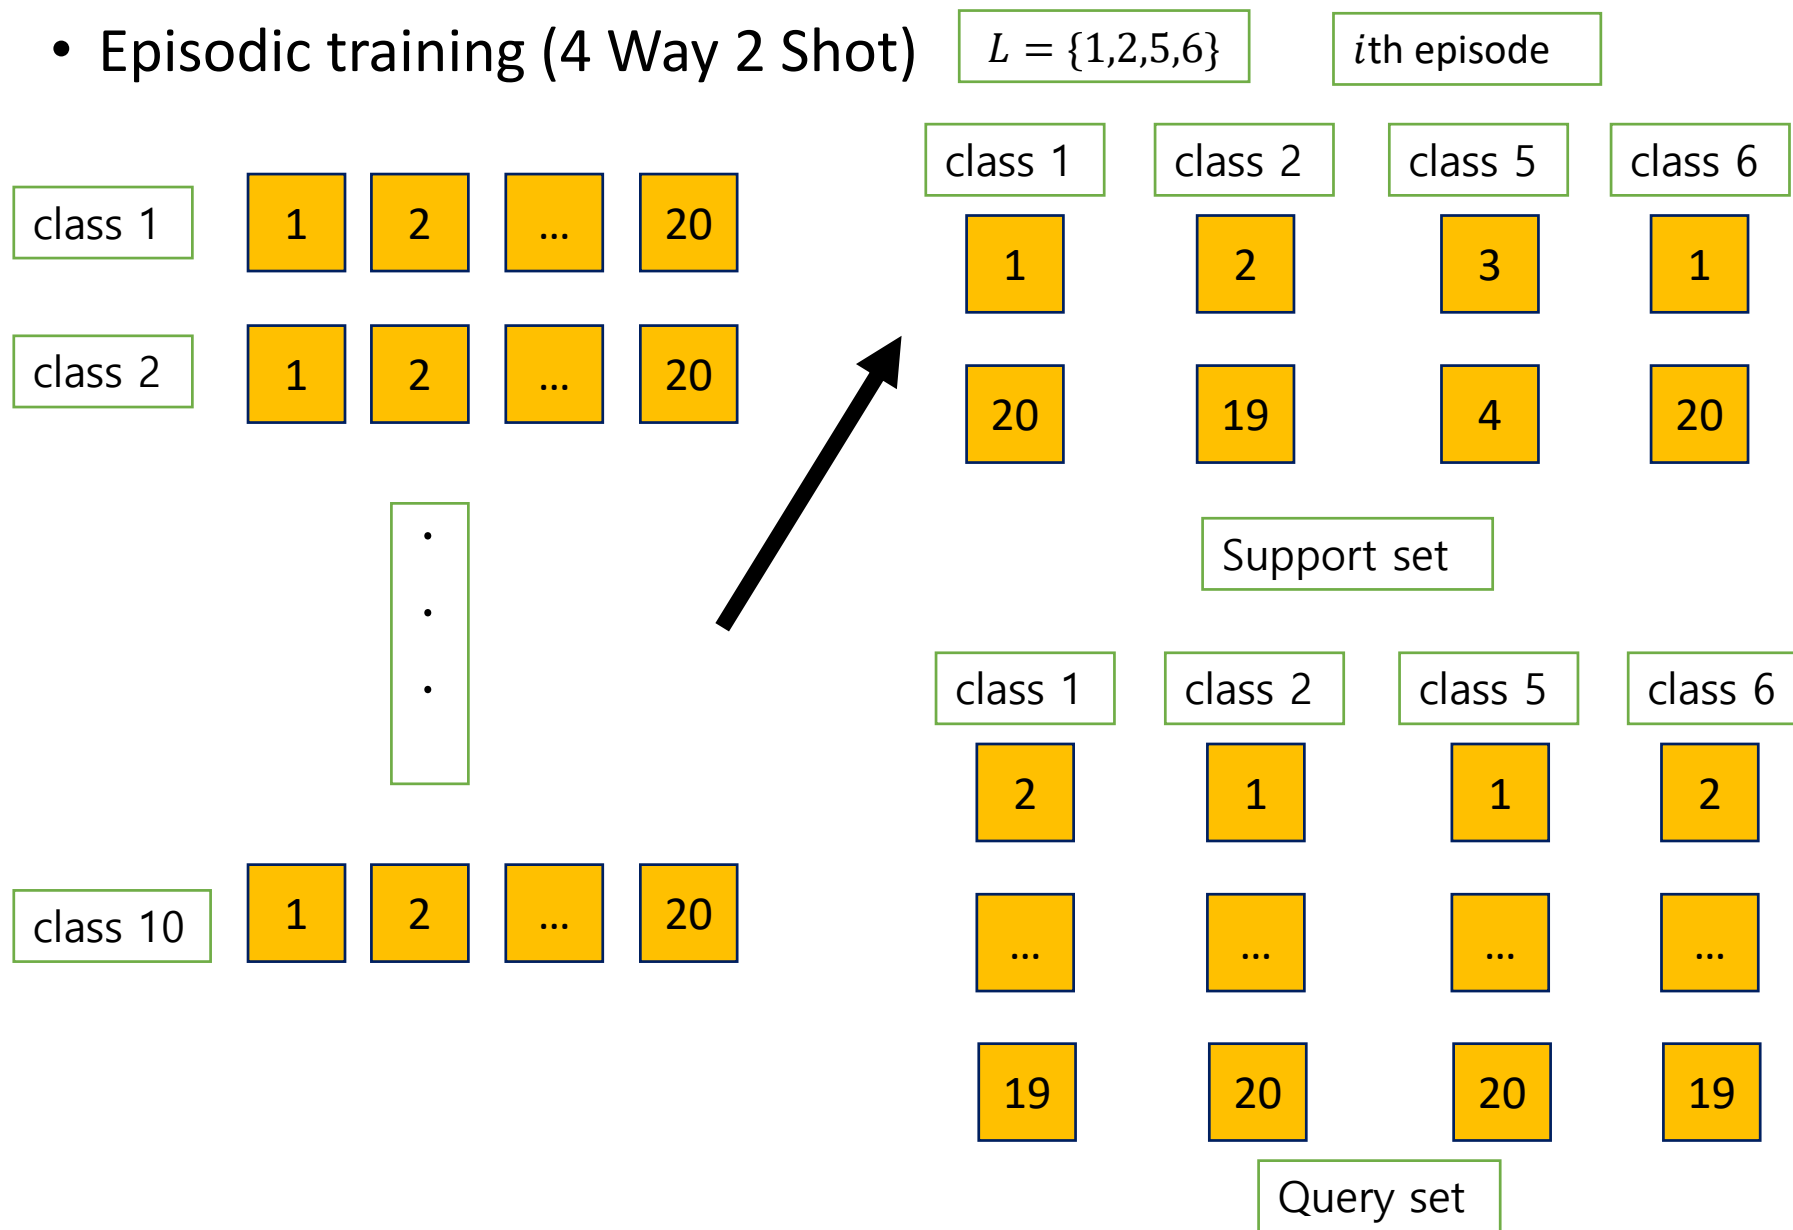 • Episodic training (4 Way 2 Shot)
L = {1,2,5,6}
ith episode
class 1
1 2 ... 20
class 2
1 2 ... 20
.
.
.
class 10
1 2 ... 20
class 1 class 2 class 5 class 6
1 2 3 1
20 19 4 20
Support set
class 1 class 2 class 5 class 6
2 1 1 2
... ... ... ...
19 20 20 19
Query set